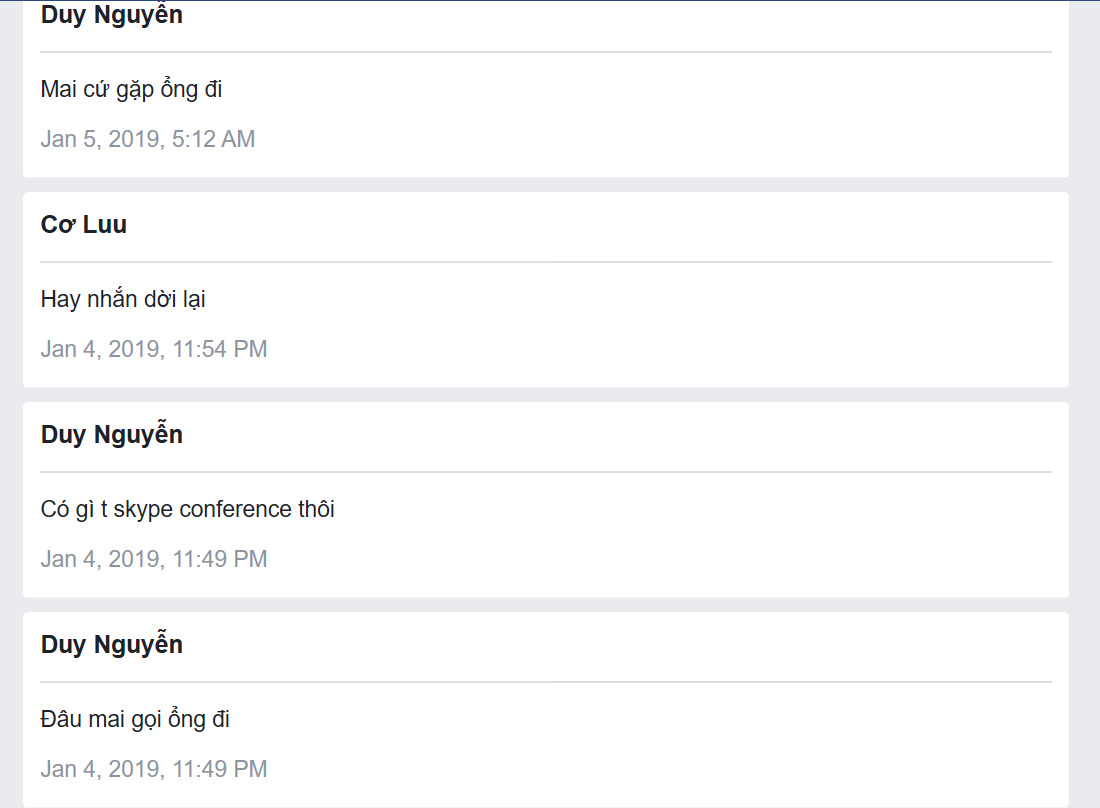 Duy Nguyễn
Mai cứ gặp ổng đi
Jan 5, 2019, 5:12 AM
Cơ Luu
Hay nhắn dời lại
Jan 4, 2019, 11:54 PM
Duy Nguyễn
Có gì t skype conference thôi
Jan 4, 2019, 11:49 PM
Duy Nguyễn
Đâu mai gọi ổng đi
Jan 4, 2019, 11:49 PM